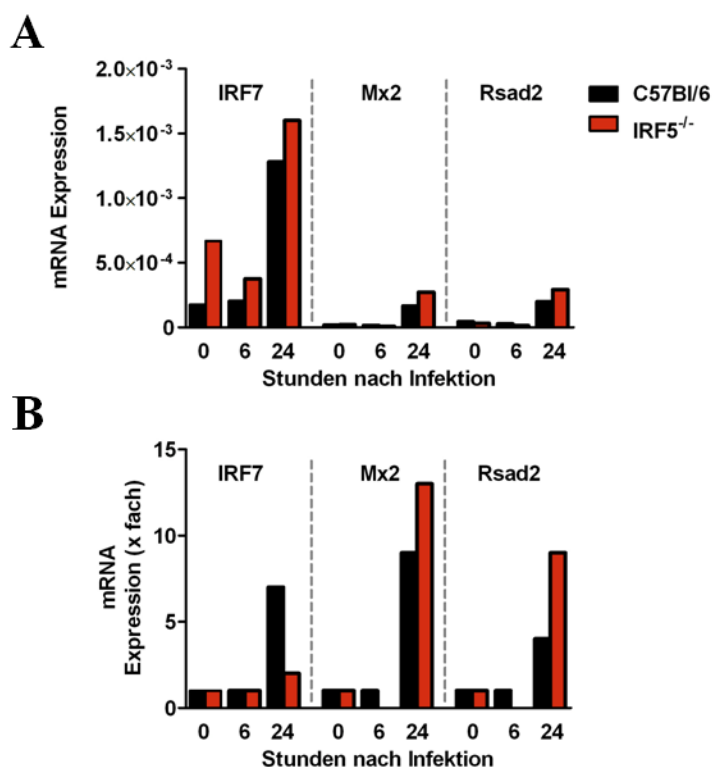 A
2.0×10⁻³
1.5×10⁻³
1.0×10⁻³
5.0×10⁻⁴
0
mRNA Expression
IRF7 Mx2 Rsad2
C57Bl/6
IRF5⁻/⁻
0 6 24 0 6 24 0 6 24
Stunden nach Infektion
B
15
10
5
0
mRNA
Expression (x fach)
IRF7 Mx2 Rsad2
0 6 24 0 6 24 0 6 24
Stunden nach Infektion